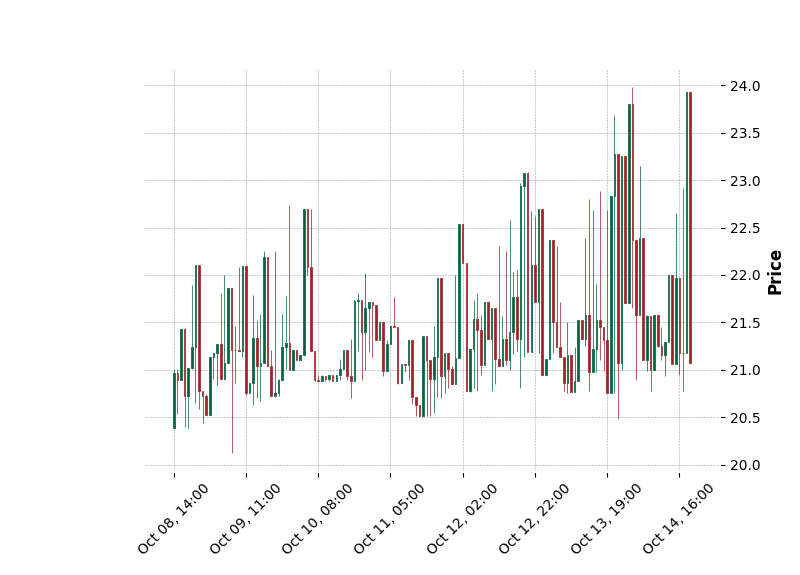 24.0
23.5
23.0
22.5
22.0
21.5
21.0
20.5
20.0
Price
Oct 08, 14:00
Oct 09, 11:00
Oct 10, 08:00
Oct 11, 05:00
Oct 12, 02:00
Oct 12, 22:00
Oct 13, 19:00
Oct 14, 16:00